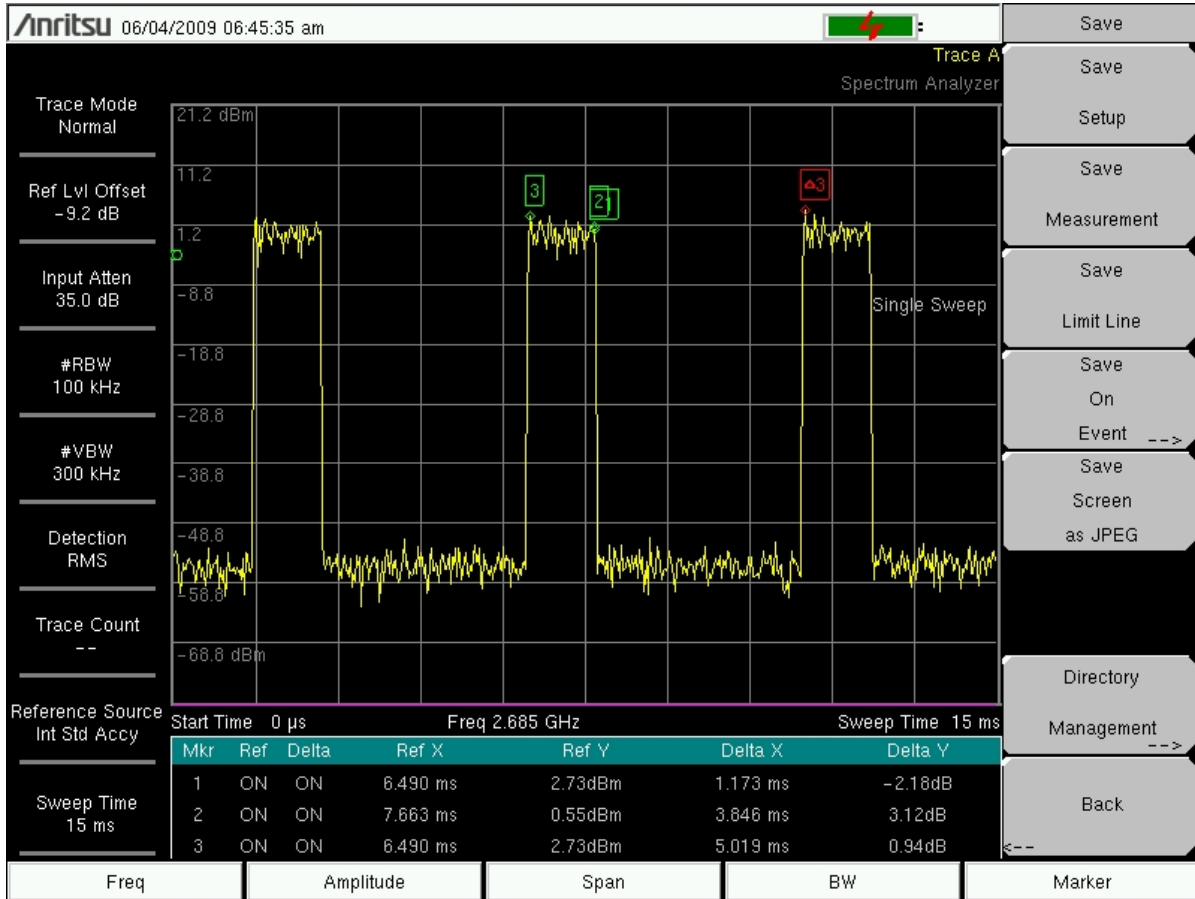 Anritsu 06/04/2009 06:45:35 am
Trace A
Spectrum Analyzer
Trace Mode
Normal
Ref Lvl Offset
-9.2 dB
Input Atten
35.0 dB
#RBW
100 kHz
#VBW
300 kHz
Detection
RMS
Trace Count
--
Reference Source
Int Std Accy
Sweep Time
15 ms
21.2 dBm
11.2
1.2
-8.8
-18.8
-28.8
-38.8
-48.8
-58.8
-68.8 dBm
3
2
1
Δ3
Single Sweep
Start Time 0 µs
Freq 2.685 GHz
Sweep Time 15 ms
Mkr Ref Delta Ref X Ref Y Delta X Delta Y
1 ON ON 6.490 ms 2.73dBm 1.173 ms -2.18dB
2 ON ON 7.663 ms 0.55dBm 3.846 ms 3.12dB
3 ON ON 6.490 ms 2.73dBm 5.019 ms 0.94dB
Save
Save
Setup
Save
Measurement
Save
Limit Line
Save
On
Event -->
Save
Screen
as JPEG
Directory
Management
-->
Back
<--
Freq
Amplitude
Span
BW
Marker